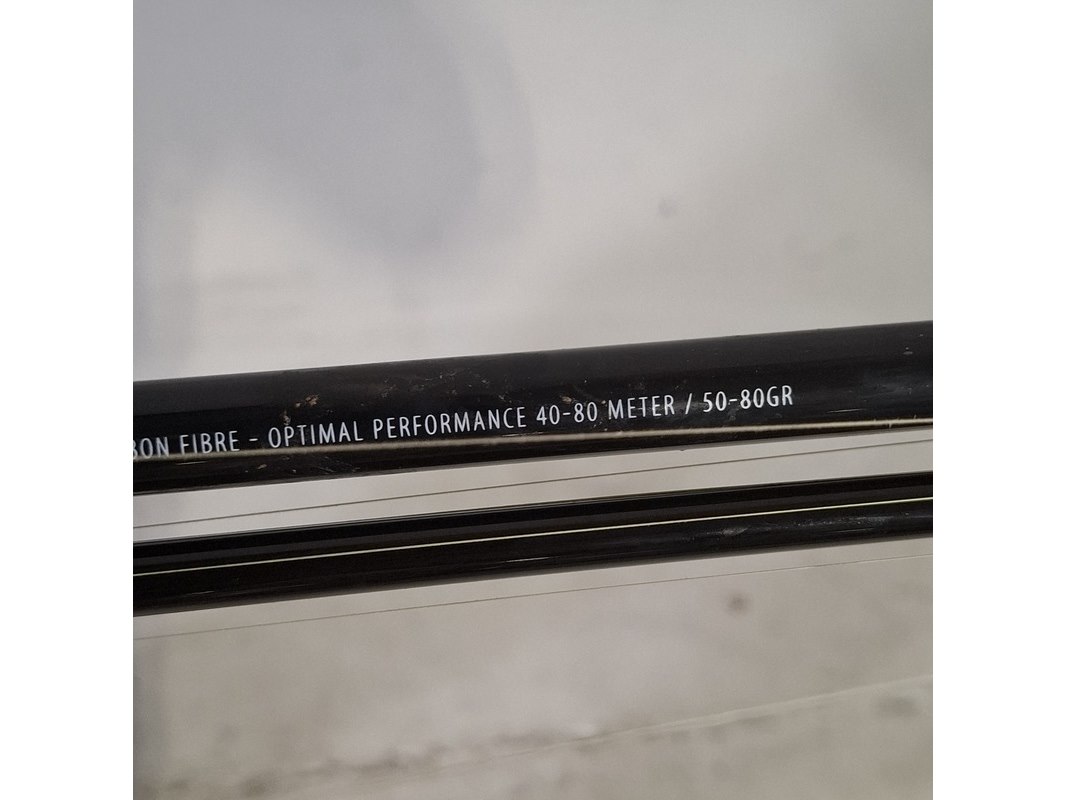 BON FIBRE - OPTIMAL PERFORMANCE 40-80 METER / 50-80GR